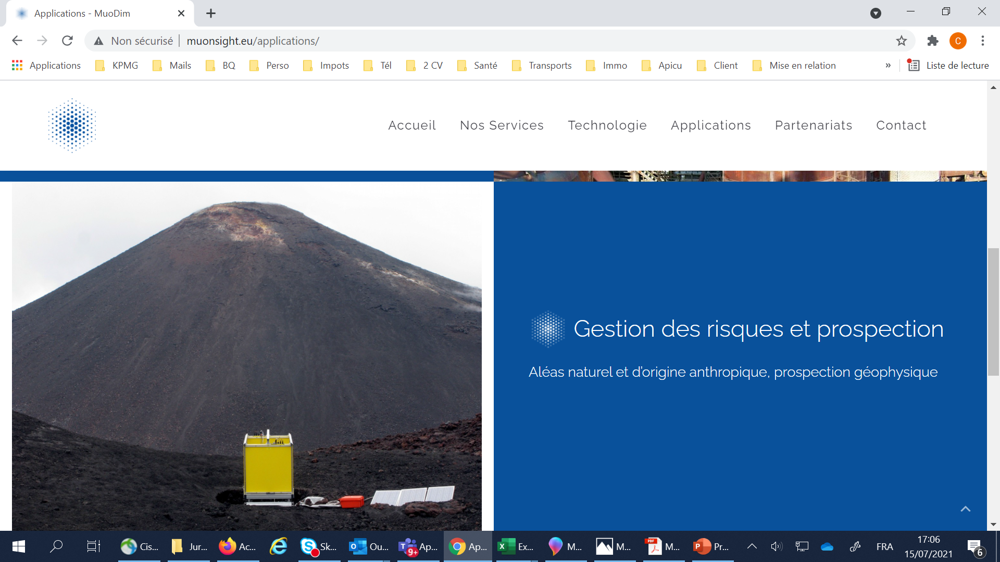 Applications - MuoDim
Non sécurisé
muonsight.eu/applications/
C
Applications KPMG Mails BQ Perso Impots Tél 2 CV Santé Transports Immo Apicu Client Mise en relation » Liste de lecture
Accueil Nos Services Technologie Applications Partenariats Contact
Gestion des risques et prospection
Aléas naturel et d'origine anthropique, prospection géophysique
Cis... Jur... Ac... Sk... Ou... Ap... Ap... Ex... M... M... M... Pr... FRA
9+
PDF
17:06
15/07/2021
6